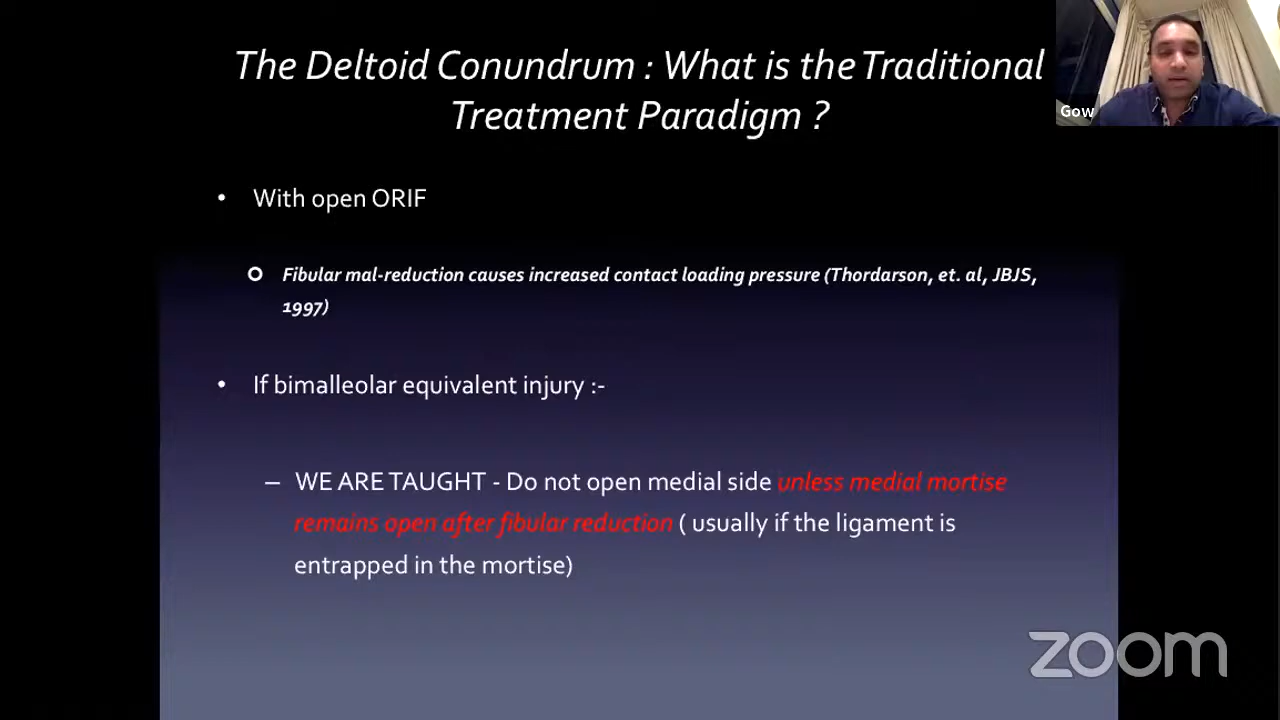 The Deltoid Conundrum : What is the Traditional
Treatment Paradigm ?
Gow
• With open ORIF
Fibular mal-reduction causes increased contact loading pressure (Thordarson, et. al, JBJS,
1997)
• If bimalleolar equivalent injury :-
– WE ARE TAUGHT - Do not open medial side unless medial mortise
remains open after fibular reduction ( usually if the ligament is
entrapped in the mortise)
zoom